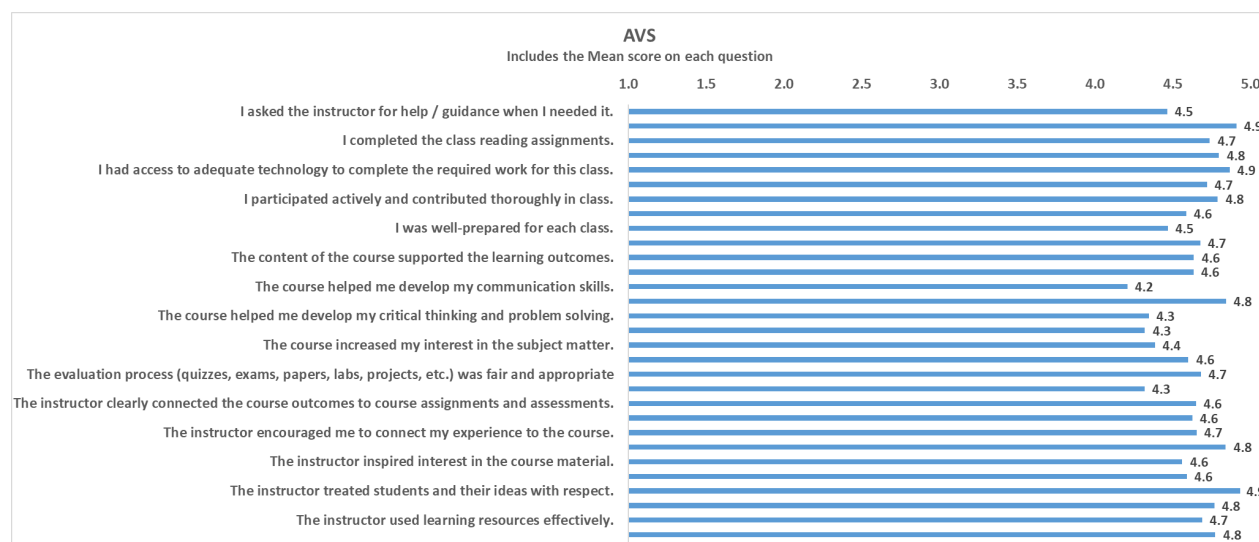 AVS
Includes the Mean score on each question
1.0 1.5 2.0 2.5 3.0 3.5 4.0 4.5 5.0
I asked the instructor for help / guidance when I needed it. 4.5
4.9
I completed the class reading assignments. 4.7
4.8
I had access to adequate technology to complete the required work for this class. 4.9
4.7
I participated actively and contributed thoroughly in class. 4.8
4.6
I was well-prepared for each class. 4.5
4.7
The content of the course supported the learning outcomes. 4.6
4.6
The course helped me develop my communication skills. 4.2
4.8
The course helped me develop my critical thinking and problem solving. 4.3
4.3
The course increased my interest in the subject matter. 4.4
4.6
The evaluation process (quizzes, exams, papers, labs, projects, etc.) was fair and appropriate 4.7
4.3
The instructor clearly connected the course outcomes to course assignments and assessments. 4.6
4.6
The instructor encouraged me to connect my experience to the course. 4.7
4.8
The instructor inspired interest in the course material. 4.6
4.6
The instructor treated students and their ideas with respect. 4.9
4.8
The instructor used learning resources effectively. 4.7
4.8